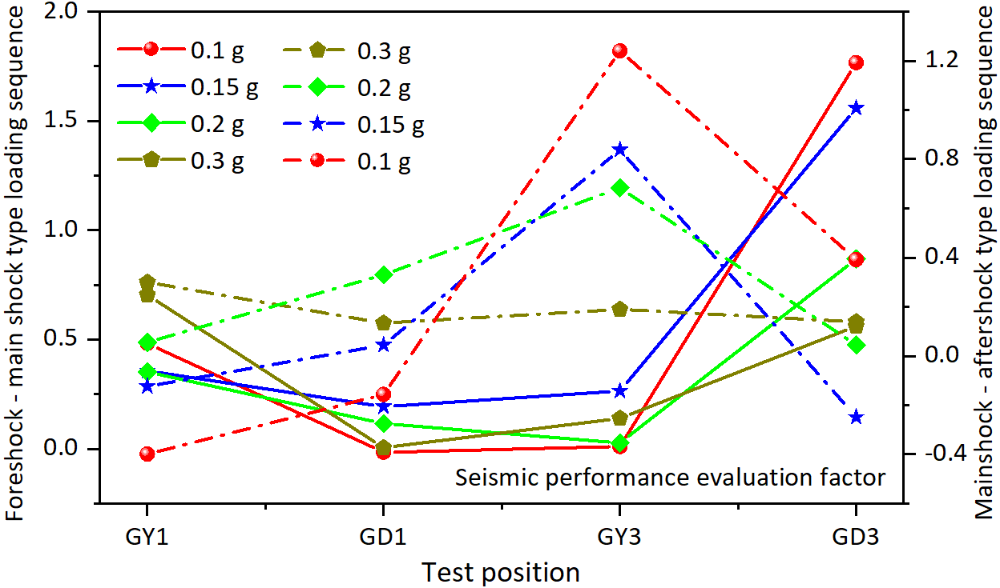 Foreshock - main shock type loading sequence
2.0
1.5
1.0
0.5
0.0
0.1 g
0.15 g
0.2 g
0.3 g
0.3 g
0.2 g
0.15 g
0.1 g
Seismic performance evaluation factor
1.2
0.8
0.4
0.0
-0.4
Mainshock - aftershock type loading sequence
GY1 GD1 GY3 GD3
Test position